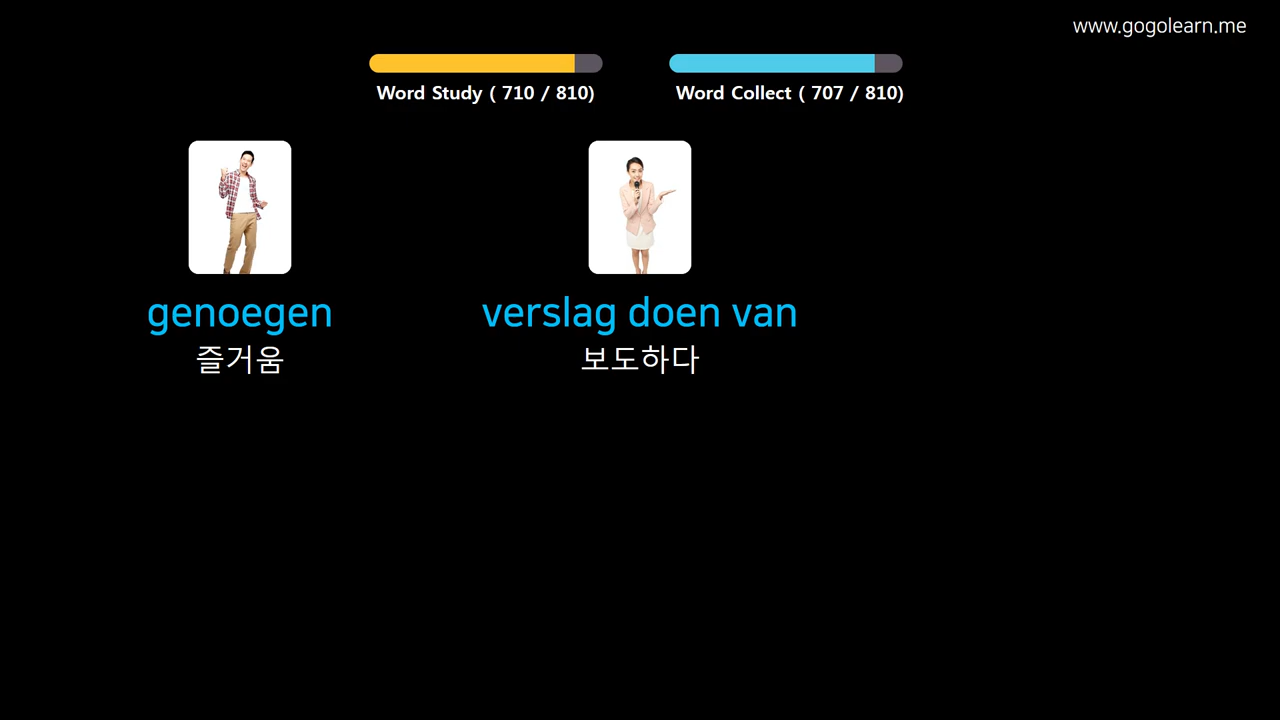 www.gogolearn.me
Word Study ( 710 / 810)
Word Collect ( 707 / 810)
genoegen
즐거움
verslag doen van
보도하다